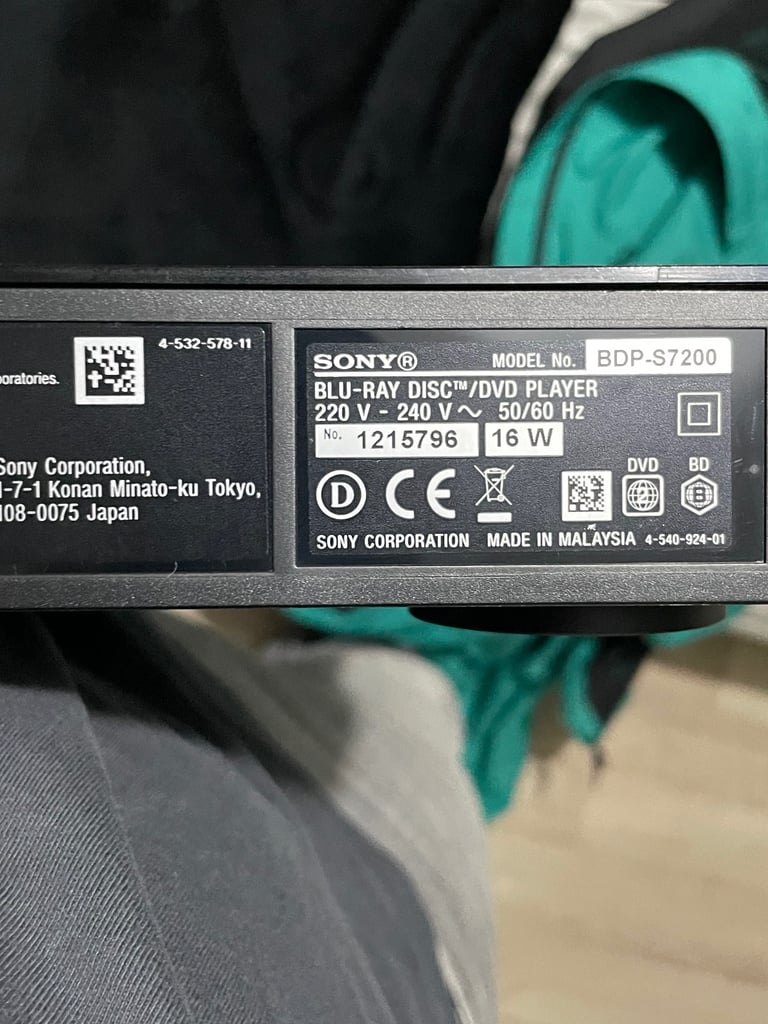 4-532-578-11
oratories.
Sony Corporation,
1-7-1 Konan Minato-ku Tokyo,
108-0075 Japan
SONY® MODEL No. BDP-S7200
BLU-RAY DISC™/DVD PLAYER
220 V - 240 V ~ 50/60 Hz
No. 1215796 16 W
DVD BD
D CE 2 B
SONY CORPORATION MADE IN MALAYSIA 4-540-924-01